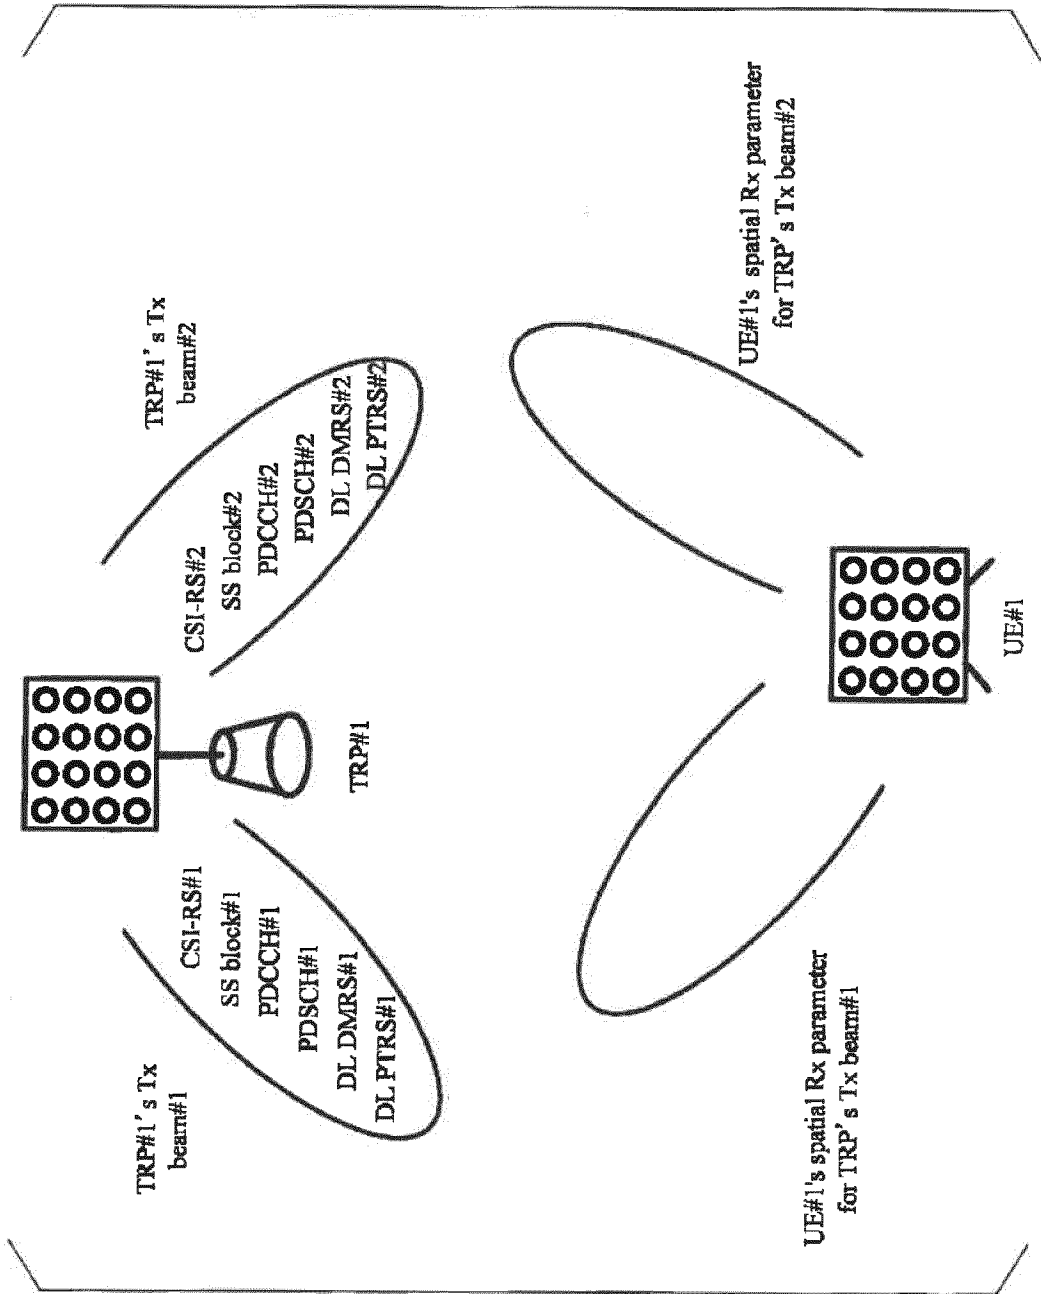 TRP#1's Tx
beam#1
CSI-RS#1
SS block#1
PDCCH#1
PDSCH#1
DL DMRS#1
DL PTRS#1
TRP#1
TRP#1's Tx
beam#2
CSI-RS#2
SS block#2
PDCCH#2
PDSCH#2
DL DMRS#2
DL PTRS#2
UE#1's spatial Rx parameter
for TRP's Tx beam#1
UE#1
UE#1's spatial Rx parameter
for TRP's Tx beam#2